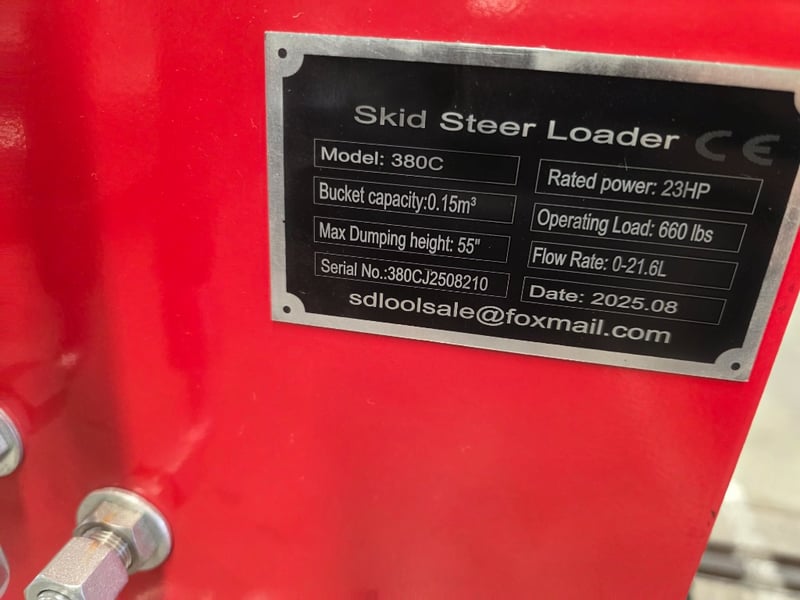 Skid Steer Loader CE
Model: 380C
Rated power: 23HP
Bucket capacity:0.15m³
Operating Load: 660 lbs
Max Dumping height: 55"
Flow Rate: 0-21.6L
Serial No.:380CJ2508210
Date: 2025.08
sdloolsale@foxmail.com